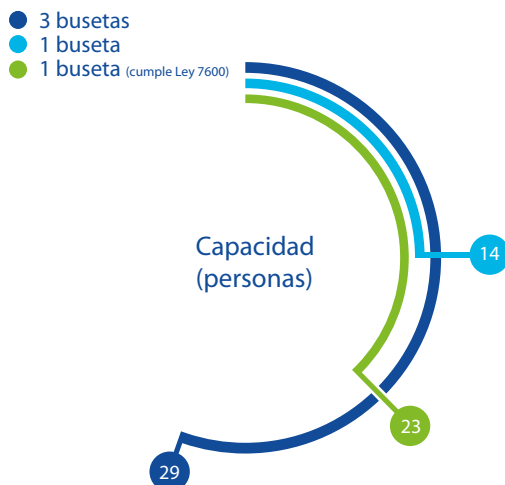 3 busetas
1 buseta
1 buseta (cumple Ley 7600)
Capacidad
(personas)
14
23
29